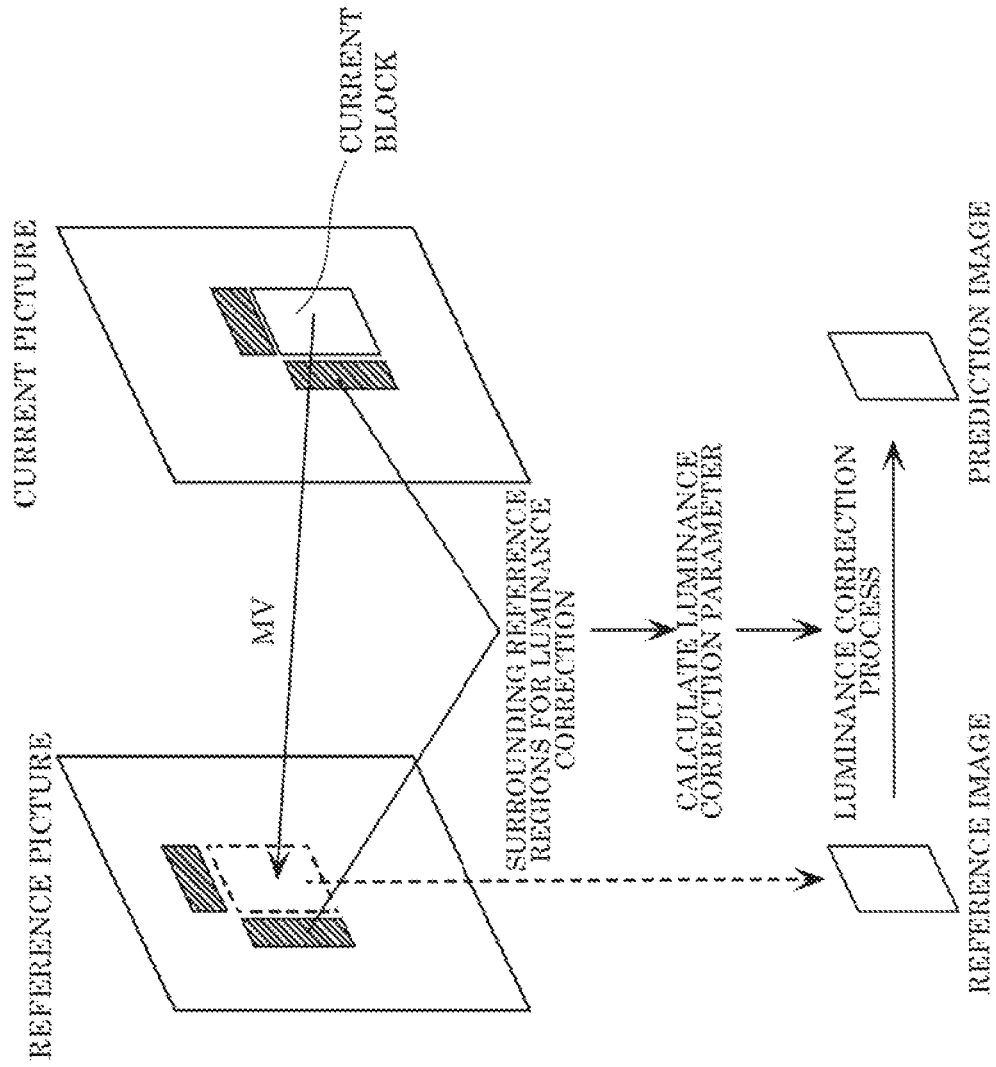 REFERENCE PICTURE
CURRENT PICTURE
MV
CURRENT
BLOCK
SURROUNDING REFERENCE
REGIONS FOR LUMINANCE
CORRECTION
CALCULATE LUMINANCE
CORRECTION PARAMETER
LUMINANCE CORRECTION
PROCESS
REFERENCE IMAGE
PREDICTION IMAGE